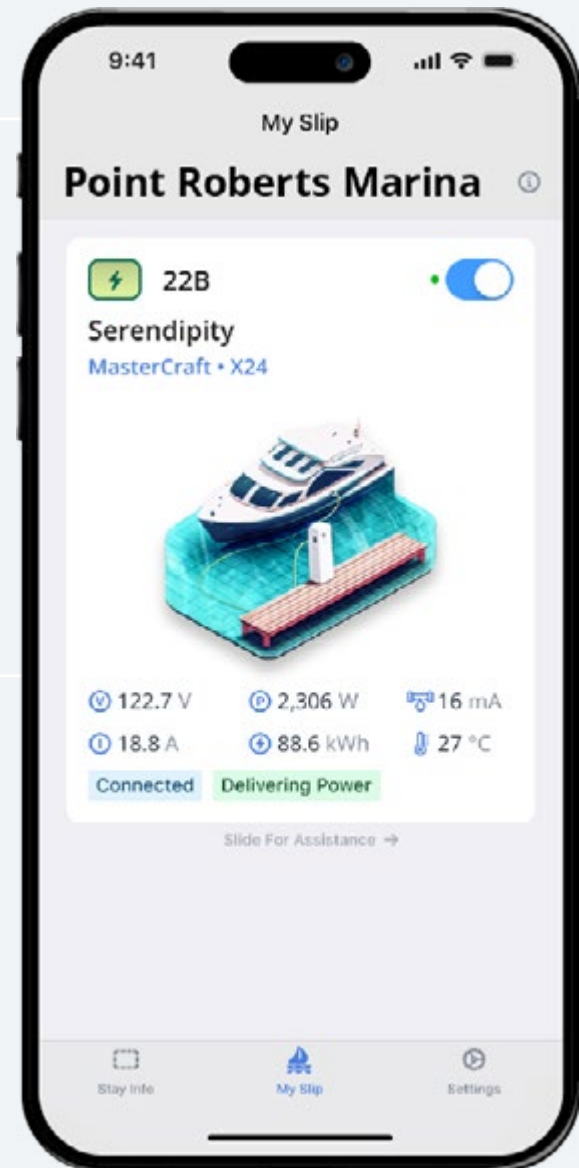 9:41
My Slip
Point Roberts Marina
22B
Serendipity
MasterCraft • X24
V 122.7 V P 2,306 W 16 mA
I 18.8 A 88.6 kWh 27 °C
Connected Delivering Power
Slide For Assistance →
Stay Info My Slip Settings